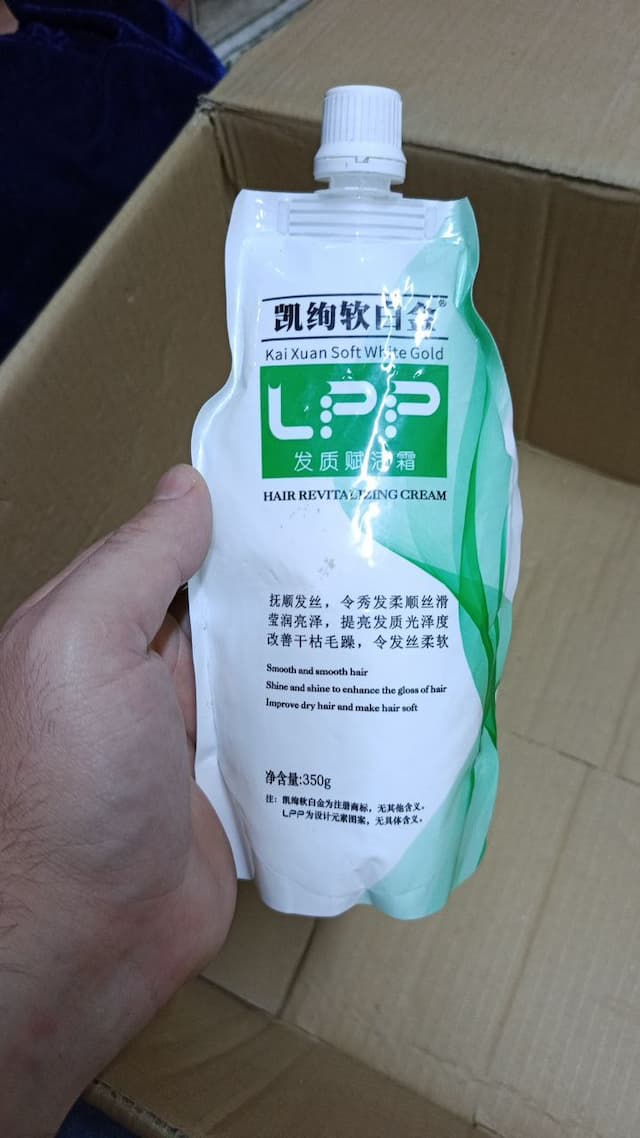 凯绚软白金®
Kai Xuan Soft White Gold
LPP
发质赋活霜
HAIR REVITALIZING CREAM
抚顺发丝，令秀发柔顺丝滑
莹润亮泽，提亮发质光泽度
改善干枯毛躁，令发丝柔软
Smooth and smooth hair
Shine and shine to enhance the gloss of hair
Improve dry hair and make hair soft
净含量:350g
注：凯绚软白金为注册商标，无其他含义。
LPP为设计元素图案，无具体含义。